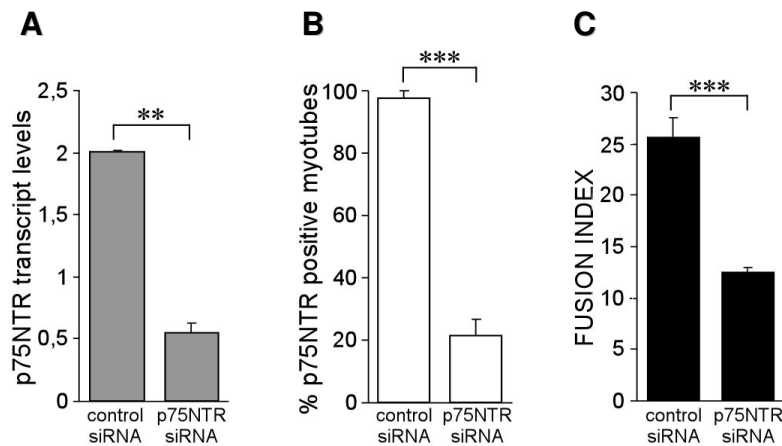 A
p75NTR transcript levels
2,5
2
1,5
1
0,5
0
**
control
siRNA
p75NTR
siRNA
B
% p75NTR positive myotubes
100
80
60
40
20
0
***
control
siRNA
p75NTR
siRNA
C
FUSION INDEX
30
25
20
15
10
5
0
***
control
siRNA
p75NTR
siRNA